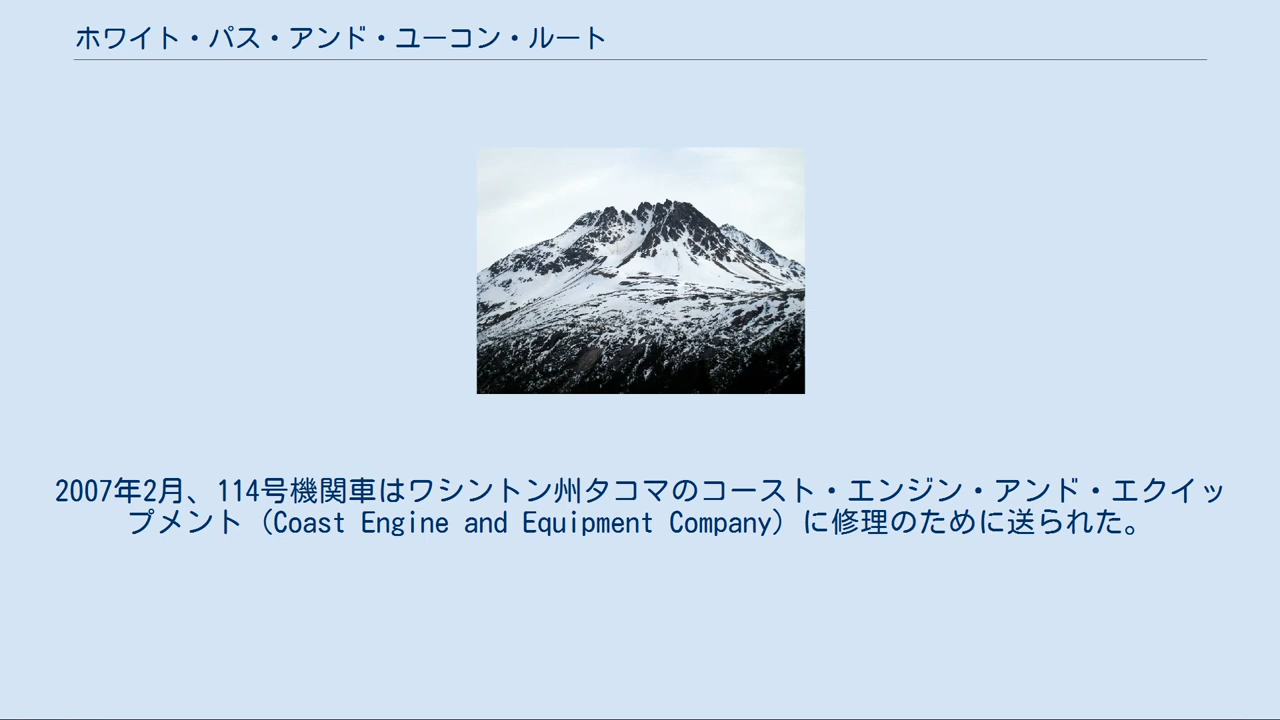 ホワイト・パス・アンド・ユーコン・ルート
2007年2月、114号機関車はワシントン州タコマのコースト・エンジン・アンド・エクイッ
プメント（Coast Engine and Equipment Company）に修理のために送られた。